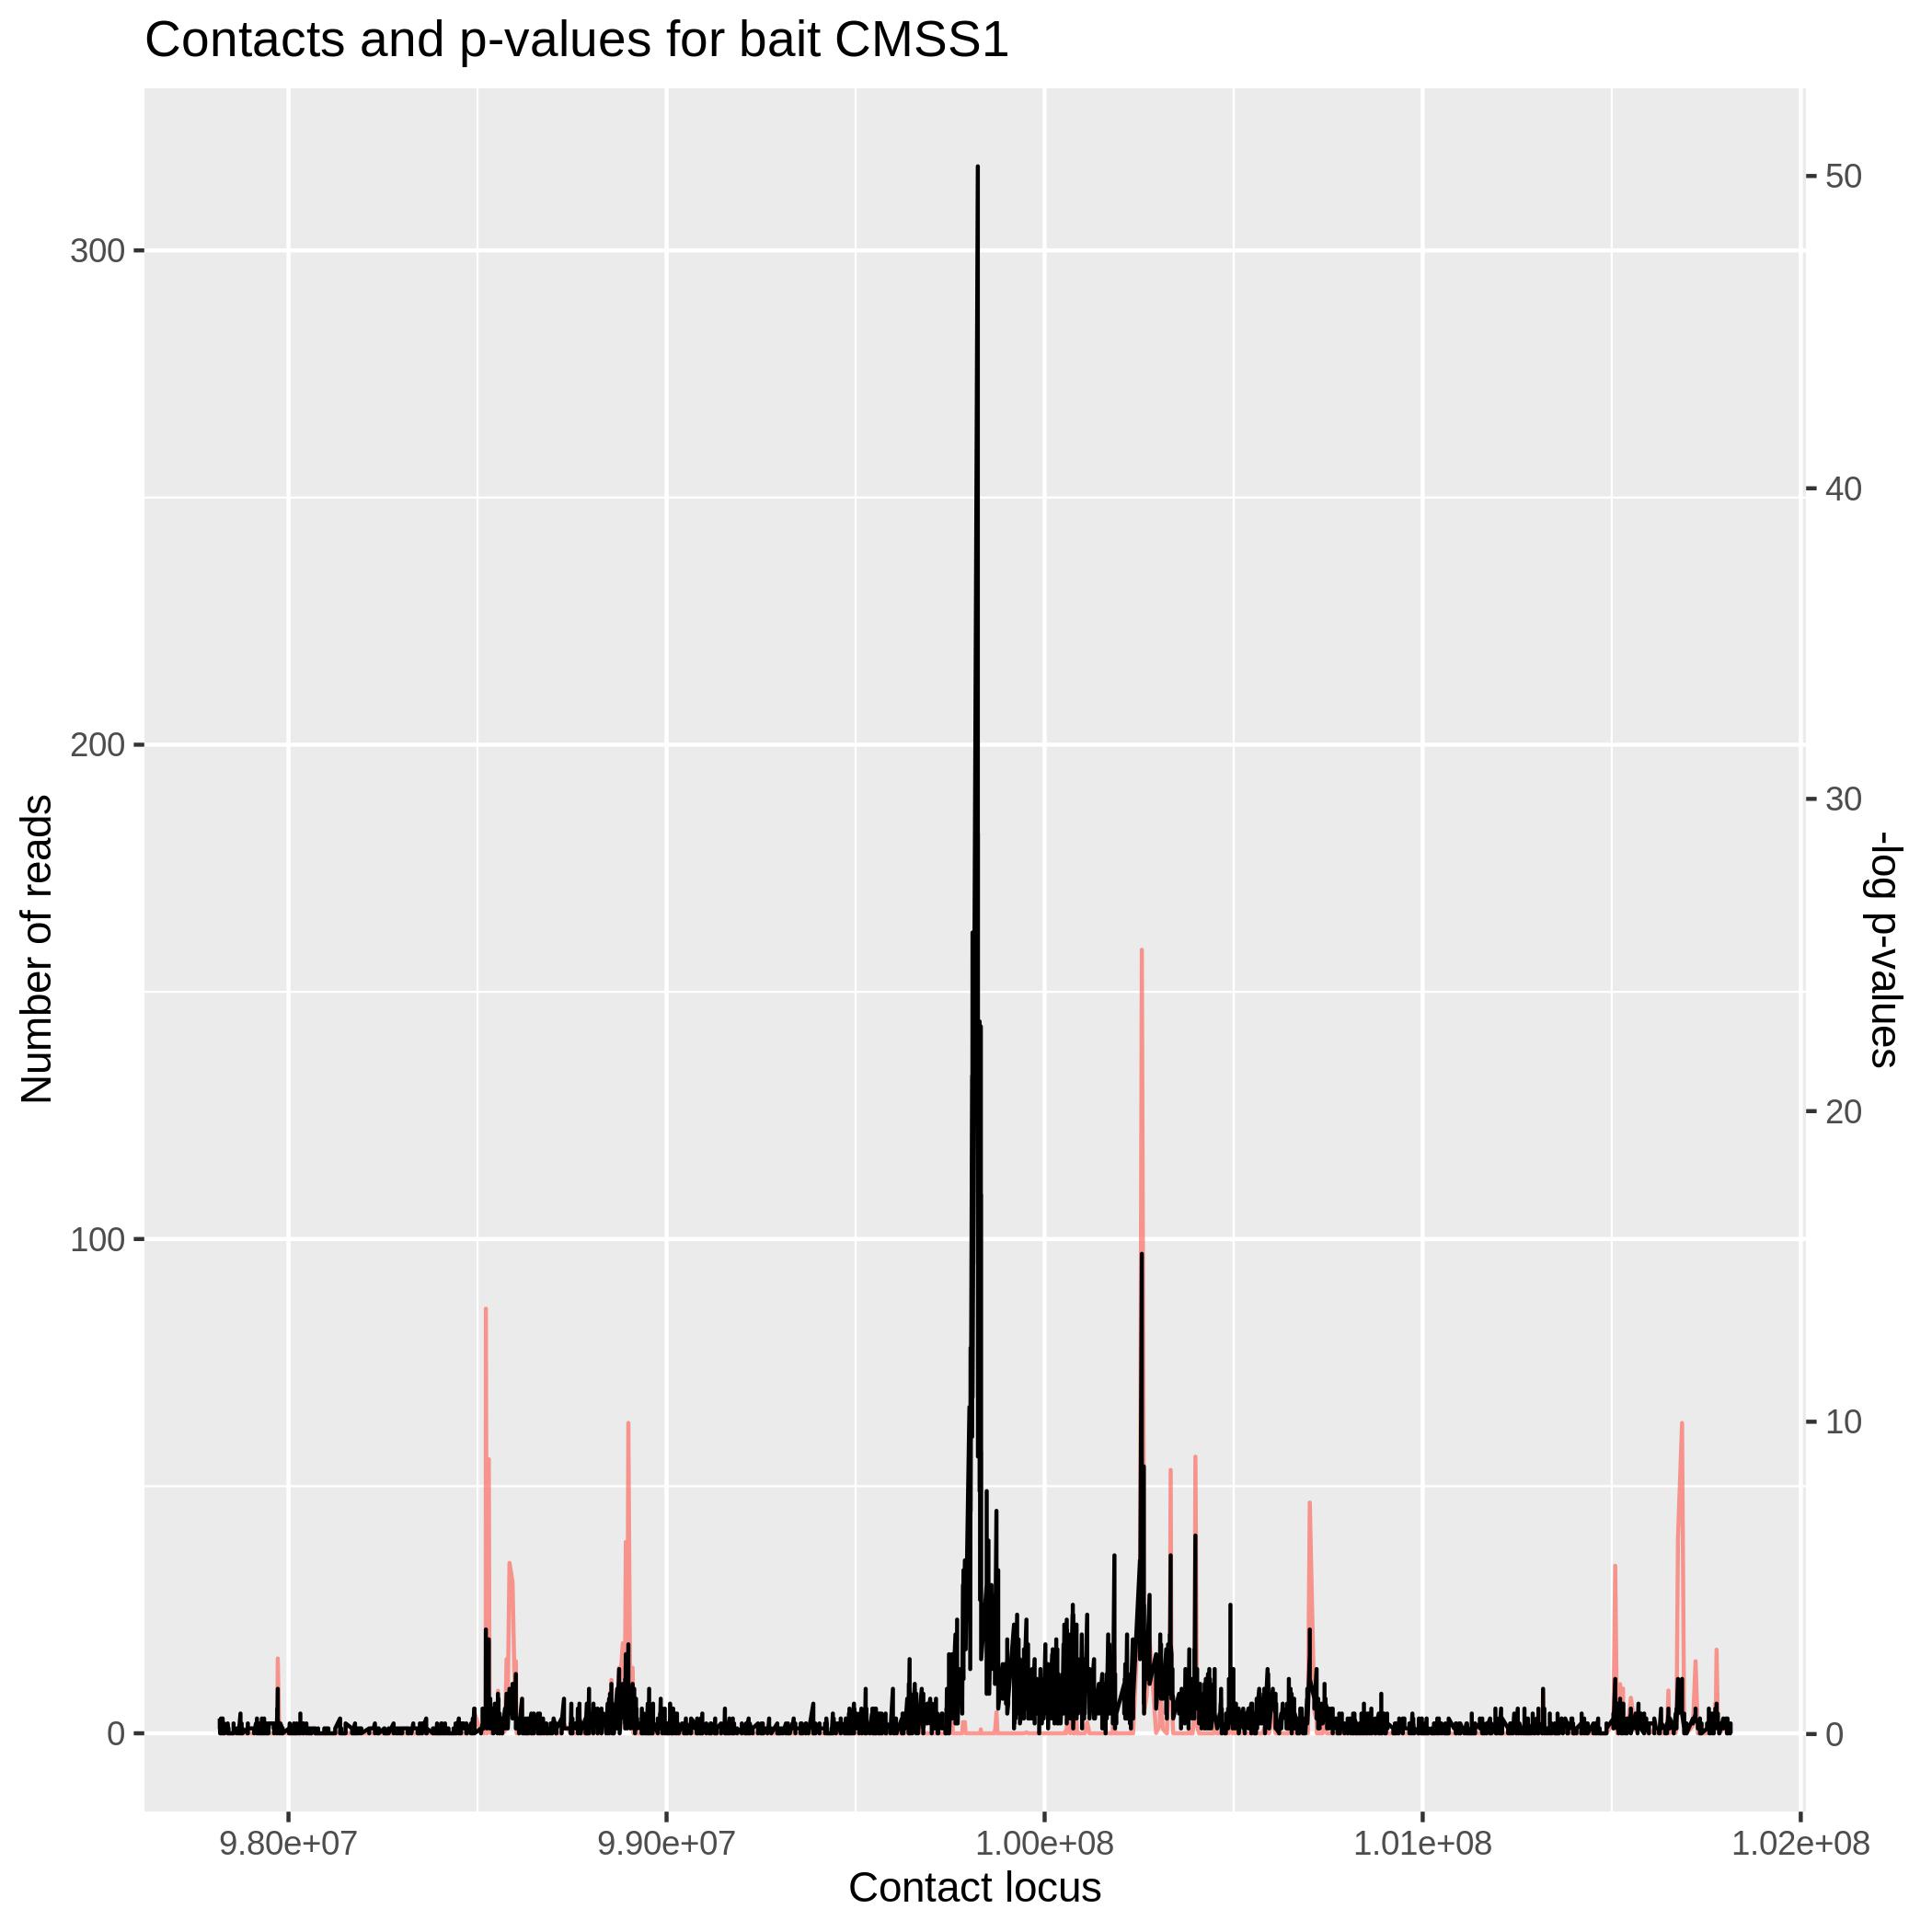 Contacts and p-values for bait CMSS1
Number of reads
300
200
100
0
50
40
30
20
10
0
-log p-values
9.80e+07 9.90e+07 1.00e+08 1.01e+08 1.02e+08
Contact locus